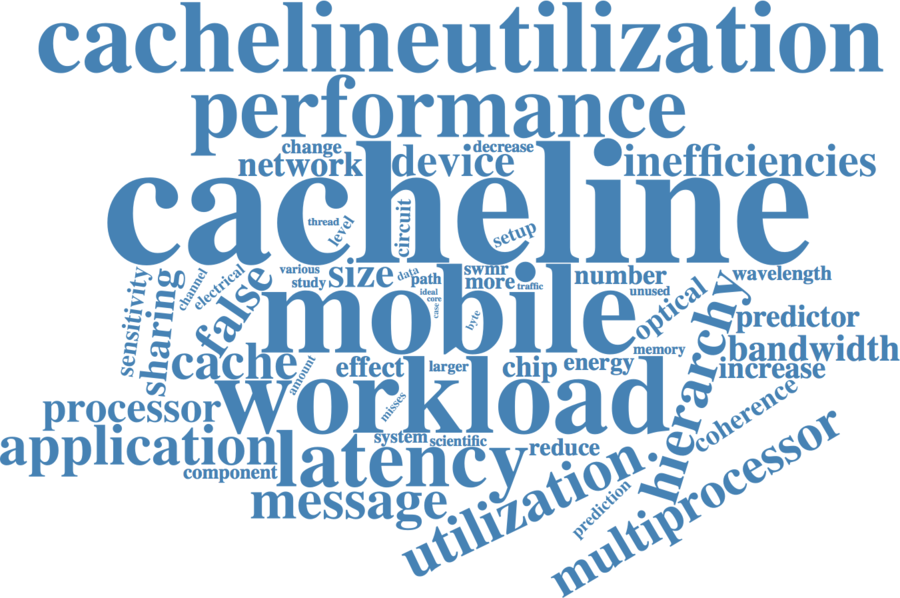 cachelineutilization
performance
change
decrease
network
device
inefficiencies
cacheline
thread
level
circuit
setup
sensitivity
sharing
channel
electrical
false
various
study
size
data
path
swmr
more
traffic
number
unused
wavelength
ideal
core
case
byte
mobile
optical
hierarchy
predictor
memory
bandwidth
cache
amount
effect
larger
chip
energy
increase
processor
workload
misses
coherence
application
system
scientific
reduce
component
latency
message
utilization.
prediction
multiprocessor